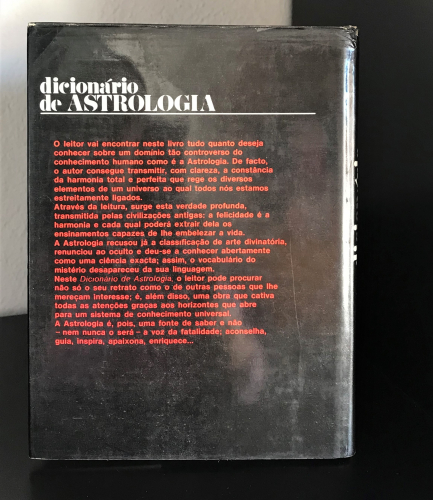 dicionário
de ASTROLOGIA
O leitor vai encontrar neste livro tudo quanto deseja
conhecer sobre um domínio tão controverso do
conhecimento humano como é a Astrologia. De facto,
o autor consegue transmitir, com clareza, a constância
da harmonia total e perfeita que rege os diversos
elementos de um universo ao qual todos nós estamos
estreitamente ligados.
Através da leitura, surge esta verdade profunda,
transmitida pelas civilizações antigas: a felicidade é a
harmonia e cada qual poderá extrair dela os
ensinamentos capazes de lhe embelezar a vida.
A Astrologia recusou já a classificação de arte divinatória,
renunciou ao oculto e deu-se a conhecer abertamente
como uma ciência exacta; assim, o vocabulário do
mistério desapareceu da sua linguagem.
Neste Dicionário de Astrologia, o leitor pode procurar
não só o seu retrato como o de outras pessoas que lhe
mereçam interesse; é, além disso, uma obra que cativa
todas as atenções graças aos horizontes que abre
para um sistema de conhecimento universal.
A Astrologia é, pois, uma fonte de saber e não
– nem nunca o será – a voz da fatalidade; aconselha,
guia, inspira, apaixona, enriquece...